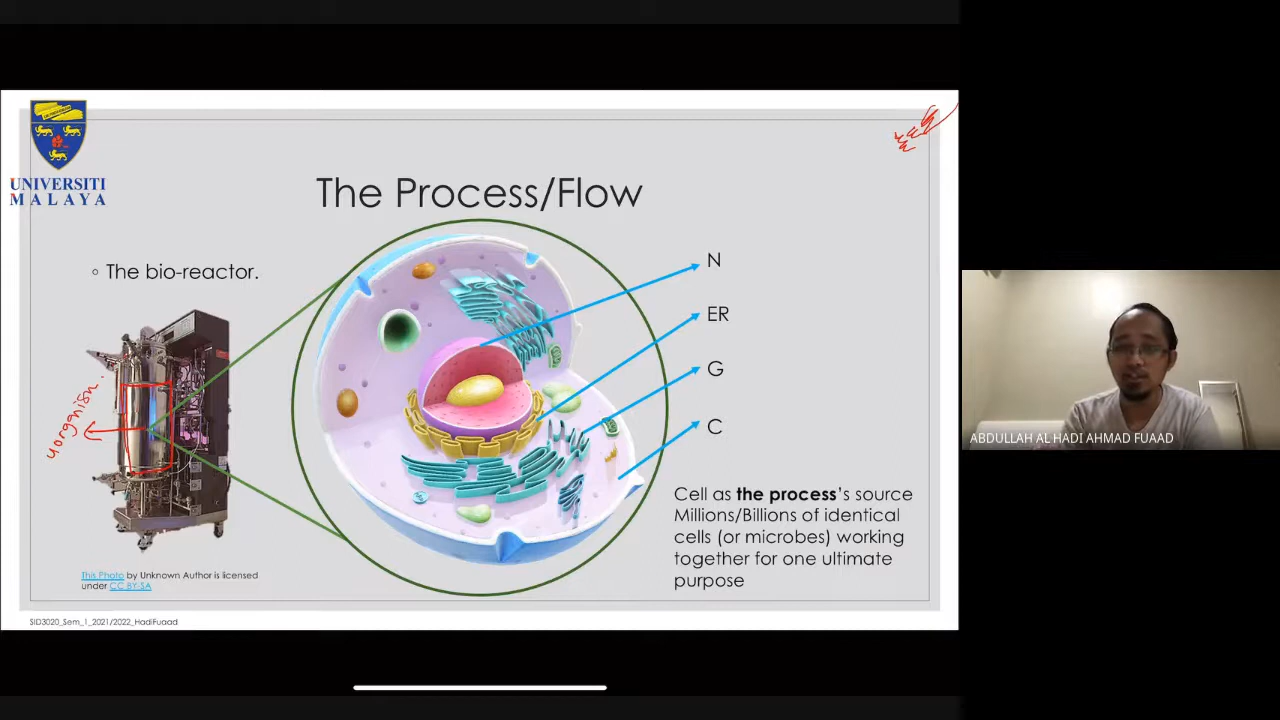 UNIVERSITI
MALAYA
The Process/Flow
The bio-reactor.
N
ER
G
C
Cell as the process's source
Millions/Billions of identical
cells (or microbes) working
together for one ultimate
purpose
This Photo by Unknown Author is licensed
under CC BY-SA
SID3020_Sem_1_2021/2022_HadiFuaad
ABDULLAH AL HADI AHMAD FUAAD